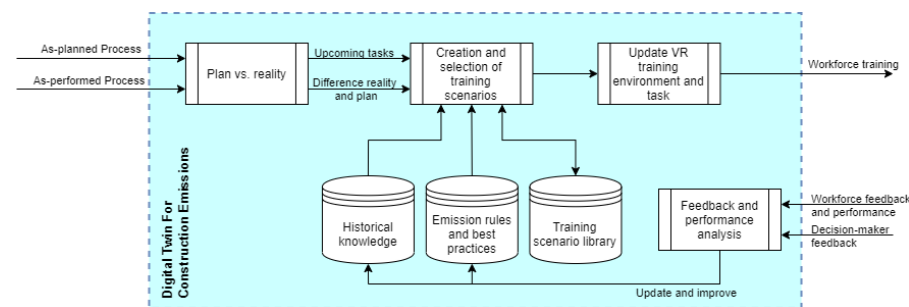 As-planned Process
As-performed Process
Plan vs. reality
Upcoming tasks
Difference reality
and plan
Creation and
selection of
training
scenarios
Update VR
training
environment and
task
Workforce training
Historical
knowledge
Emission rules
and best
practices
Training
scenario library
Feedback and
performance
analysis
Workforce feedback
and performance
Decision-maker
feedback
Update and improve
Digital Twin For
Construction Emissions